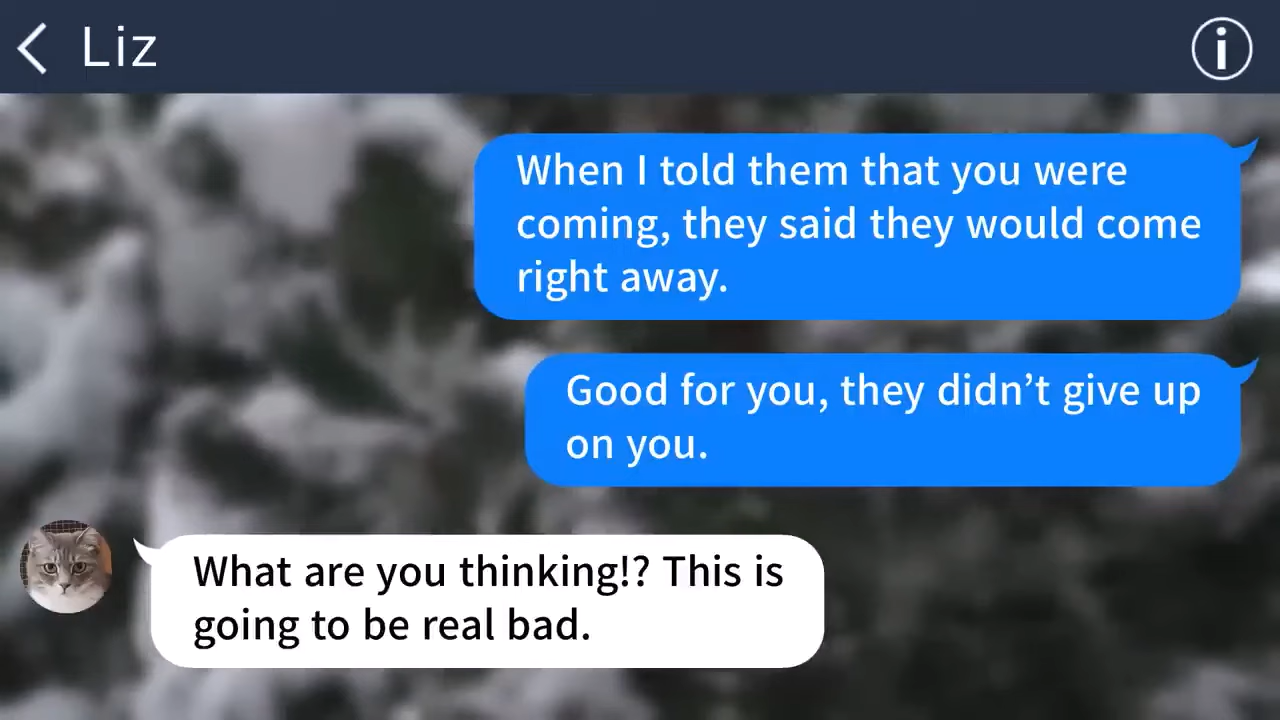 Liz
When I told them that you were
coming, they said they would come
right away.
Good for you, they didn’t give up
on you.
What are you thinking!? This is
going to be real bad.